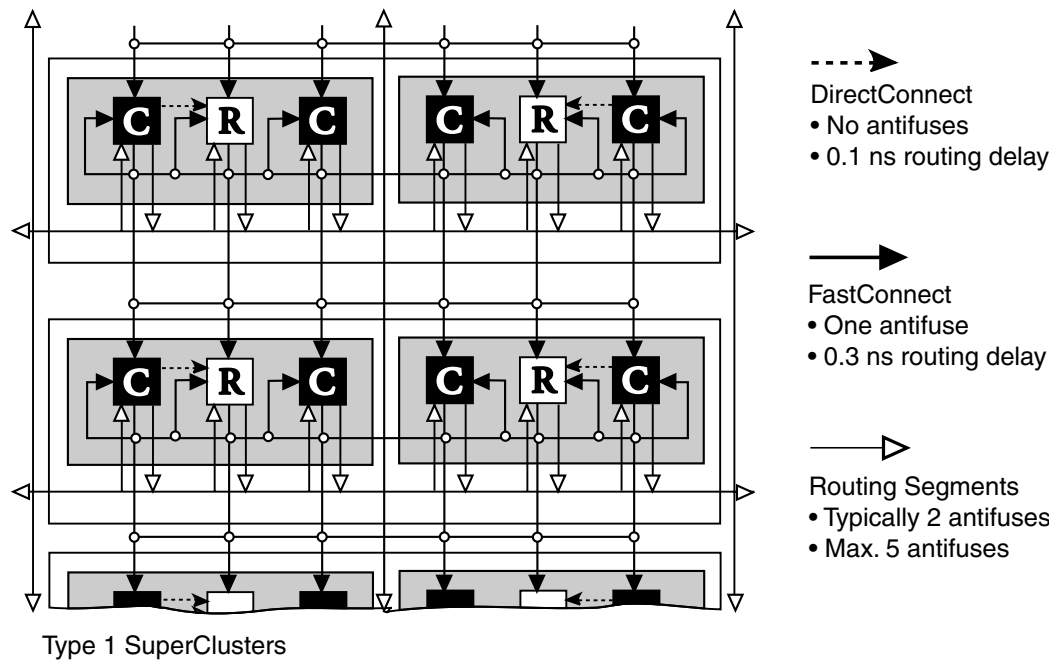 C R C C R C
DirectConnect
• No antifuses
• 0.1 ns routing delay
FastConnect
• One antifuse
• 0.3 ns routing delay
C R C C R C
Routing Segments
• Typically 2 antifuses
• Max. 5 antifuses
Type 1 SuperClusters